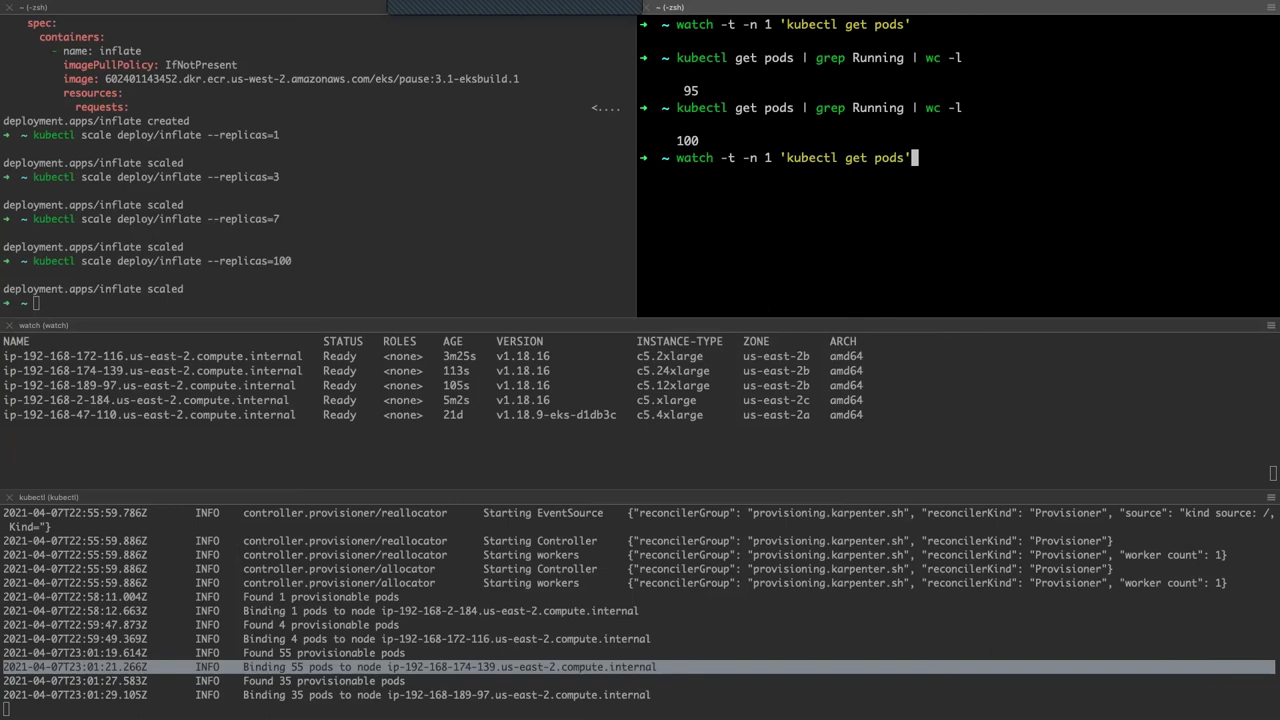 ~ (-zsh)
spec:
containers:
- name: inflate
imagePullPolicy: IfNotPresent
image: 602401143452.dkr.ecr.us-west-2.amazonaws.com/eks/pause:3.1-eksbuild.1
resources:
requests: <....
deployment.apps/inflate created
➜ ~ kubectl scale deploy/inflate --replicas=1
deployment.apps/inflate scaled
➜ ~ kubectl scale deploy/inflate --replicas=3
deployment.apps/inflate scaled
➜ ~ kubectl scale deploy/inflate --replicas=7
deployment.apps/inflate scaled
➜ ~ kubectl scale deploy/inflate --replicas=100
deployment.apps/inflate scaled
➜ ~
~ (-zsh)
➜ ~ watch -t -n 1 'kubectl get pods'
➜ ~ kubectl get pods | grep Running | wc -l
95
➜ ~ kubectl get pods | grep Running | wc -l
100
➜ ~ watch -t -n 1 'kubectl get pods'
watch (watch)
NAME STATUS ROLES AGE VERSION INSTANCE-TYPE ZONE ARCH
ip-192-168-172-116.us-east-2.compute.internal Ready <none> 3m25s v1.18.16 c5.2xlarge us-east-2b amd64
ip-192-168-174-139.us-east-2.compute.internal Ready <none> 113s v1.18.16 c5.24xlarge us-east-2b amd64
ip-192-168-189-97.us-east-2.compute.internal Ready <none> 105s v1.18.16 c5.12xlarge us-east-2b amd64
ip-192-168-2-184.us-east-2.compute.internal Ready <none> 5m2s v1.18.16 c5.xlarge us-east-2c amd64
ip-192-168-47-110.us-east-2.compute.internal Ready <none> 21d v1.18.9-eks-d1db3c c5.4xlarge us-east-2a amd64
kubectl (kubectl)
2021-04-07T22:55:59.786Z INFO controller.provisioner/reallocator Starting EventSource {"reconcilerGroup": "provisioning.karpenter.sh", "reconcilerKind": "Provisioner", "source": "kind source: /,
Kind="}
2021-04-07T22:55:59.886Z INFO controller.provisioner/reallocator Starting Controller {"reconcilerGroup": "provisioning.karpenter.sh", "reconcilerKind": "Provisioner"}
2021-04-07T22:55:59.886Z INFO controller.provisioner/reallocator Starting workers {"reconcilerGroup": "provisioning.karpenter.sh", "reconcilerKind": "Provisioner", "worker count": 1}
2021-04-07T22:55:59.886Z INFO controller.provisioner/allocator Starting Controller {"reconcilerGroup": "provisioning.karpenter.sh", "reconcilerKind": "Provisioner"}
2021-04-07T22:55:59.886Z INFO controller.provisioner/allocator Starting workers {"reconcilerGroup": "provisioning.karpenter.sh", "reconcilerKind": "Provisioner", "worker count": 1}
2021-04-07T22:58:11.004Z INFO Found 1 provisionable pods
2021-04-07T22:58:12.663Z INFO Binding 1 pods to node ip-192-168-2-184.us-east-2.compute.internal
2021-04-07T22:59:47.873Z INFO Found 4 provisionable pods
2021-04-07T22:59:49.369Z INFO Binding 4 pods to node ip-192-168-172-116.us-east-2.compute.internal
2021-04-07T23:01:19.614Z INFO Found 55 provisionable pods
2021-04-07T23:01:21.266Z INFO Binding 55 pods to node ip-192-168-174-139.us-east-2.compute.internal
2021-04-07T23:01:27.583Z INFO Found 35 provisionable pods
2021-04-07T23:01:29.105Z INFO Binding 35 pods to node ip-192-168-189-97.us-east-2.compute.internal